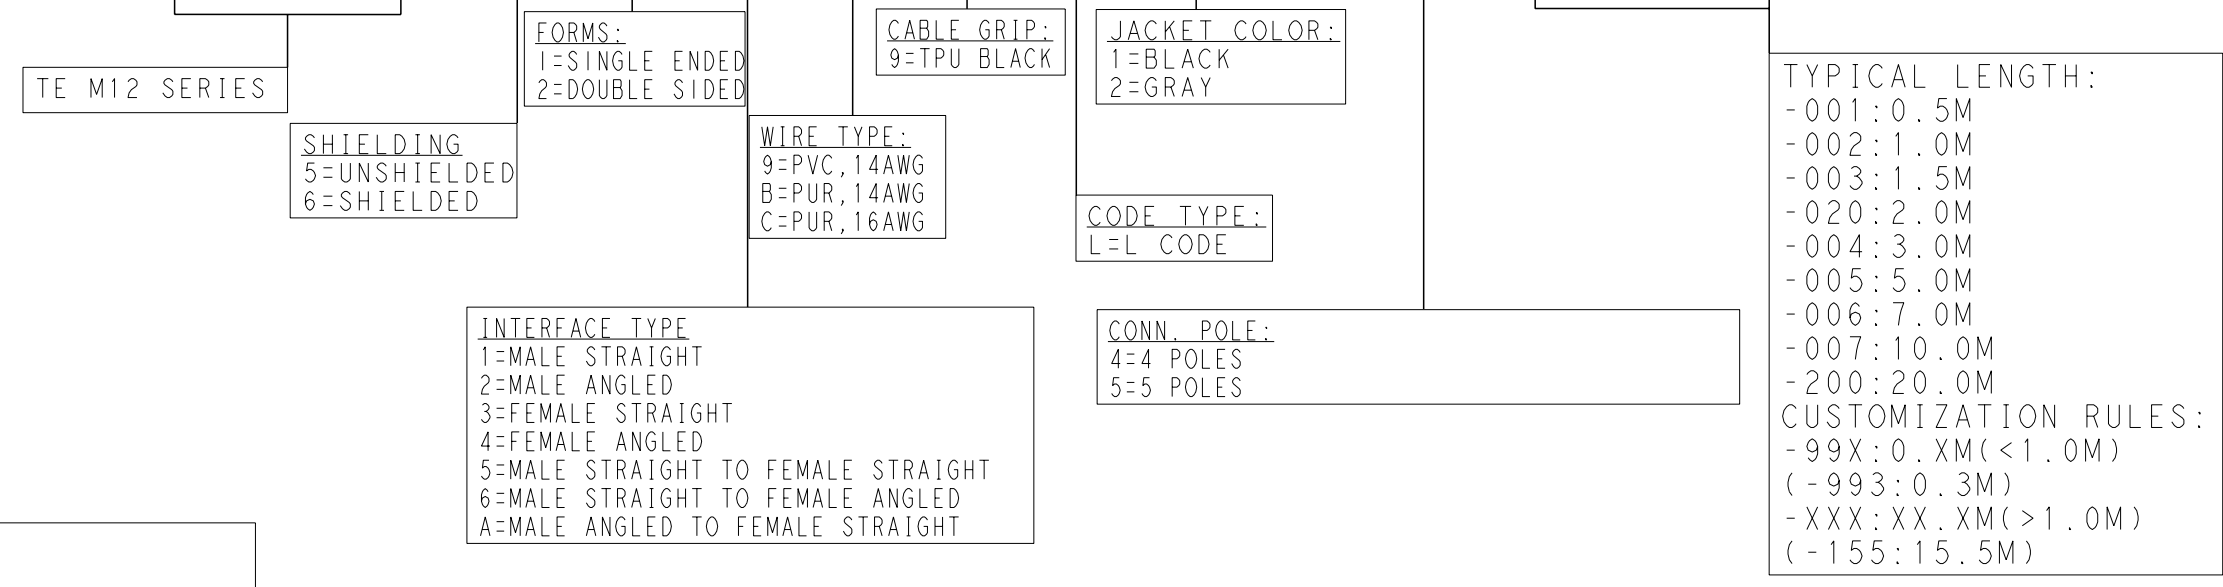 TE M12 SERIES
SHIELDING
5=UNSHIELDED
6=SHIELDED
FORMS:
1=SINGLE ENDED
2=DOUBLE SIDED
INTERFACE TYPE
1=MALE STRAIGHT
2=MALE ANGLED
3=FEMALE STRAIGHT
4=FEMALE ANGLED
5=MALE STRAIGHT TO FEMALE STRAIGHT
6=MALE STRAIGHT TO FEMALE ANGLED
A=MALE ANGLED TO FEMALE STRAIGHT
WIRE TYPE:
9=PVC,14AWG
B=PUR,14AWG
C=PUR,16AWG
CABLE GRIP:
9=TPU BLACK
CODE TYPE:
L=L CODE
JACKET COLOR:
1=BLACK
2=GRAY
CONN. POLE:
4=4 POLES
5=5 POLES
TYPICAL LENGTH:
-001:0.5M
-002:1.0M
-003:1.5M
-020:2.0M
-004:3.0M
-005:5.0M
-006:7.0M
-007:10.0M
-200:20.0M
CUSTOMIZATION RULES:
-99X:0.XM(<1.0M)
(-993:0.3M)
-XXX:XX.XM(>1.0M)
(-155:15.5M)